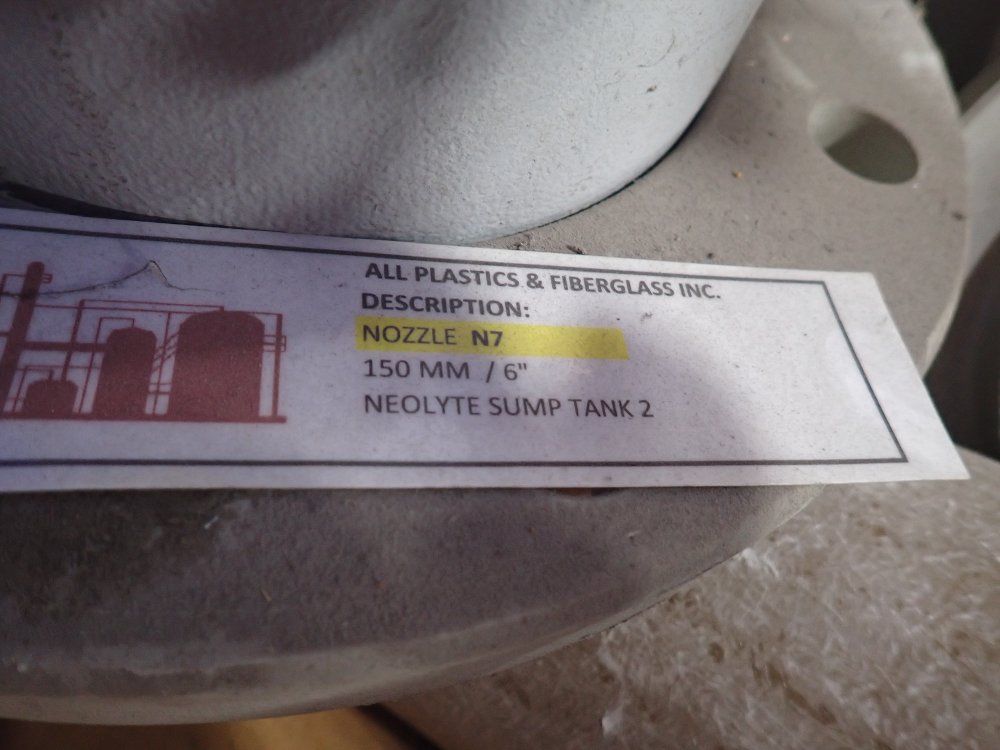 ALL PLASTICS & FIBERGLASS INC.
DESCRIPTION:
NOZZLE N7
150 MM / 6"
NEOLYTE SUMP TANK 2